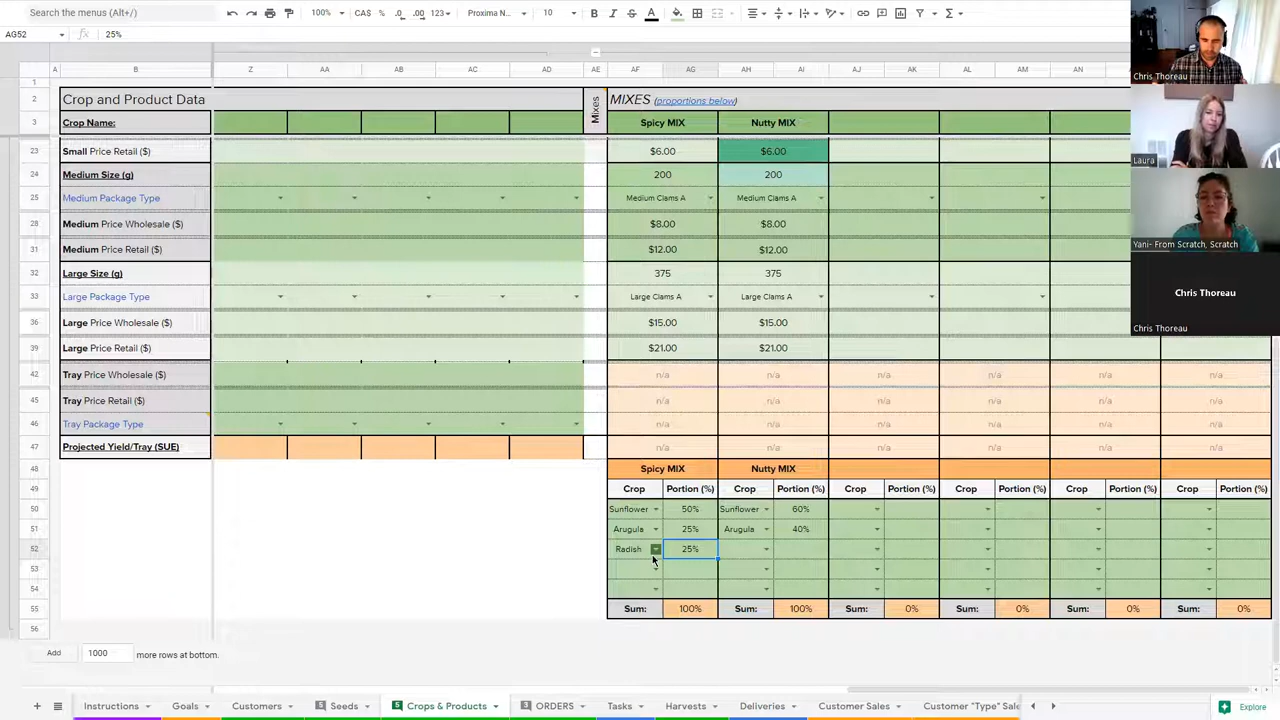 Search the menus (Alt+/)
100% CA$ % .0 .00 123 Proxima N... 10 B I S A
AG52 fx 25%
A B Z AA AB AC AD AE AF AG AH AI AJ AK AL AM AN
1
2 Crop and Product Data Mixes MIXES (proportions below)
3 Crop Name: Spicy MIX Nutty MIX
23 Small Price Retail ($) $6.00 $6.00
24 Medium Size (g) 200 200
25 Medium Package Type Medium Clams A Medium Clams A
28 Medium Price Wholesale ($) $8.00 $8.00
31 Medium Price Retail ($) $12.00 $12.00
32 Large Size (g) 375 375
33 Large Package Type Large Clams A Large Clams A
36 Large Price Wholesale ($) $15.00 $15.00
39 Large Price Retail ($) $21.00 $21.00
42 Tray Price Wholesale ($) n/a n/a n/a n/a n/a n/a
45 Tray Price Retail ($) n/a n/a n/a n/a n/a n/a
46 Tray Package Type n/a n/a n/a n/a n/a n/a
47 Projected Yield/Tray (SUE) n/a n/a n/a n/a n/a n/a
48 Spicy MIX Nutty MIX
49 Crop Portion (%) Crop Portion (%) Crop Portion (%) Crop Portion (%) Crop Portion (%) Crop Portion (%)
50 Sunflower 50% Sunflower 60%
51 Arugula 25% Arugula 40%
52 Radish 25%
53
54
55 Sum: 100% Sum: 100% Sum: 0% Sum: 0% Sum: 0% Sum: 0%
56
Add 1000 more rows at bottom.
Instructions Goals Customers 5 Seeds 5 Crops & Products 3 ORDERS Tasks Harvests Deliveries Customer Sales Customer "Type" Sale Explore
Chris Thoreau
Laura
Yani- From Scratch, Scratch
Chris Thoreau
Chris Thoreau